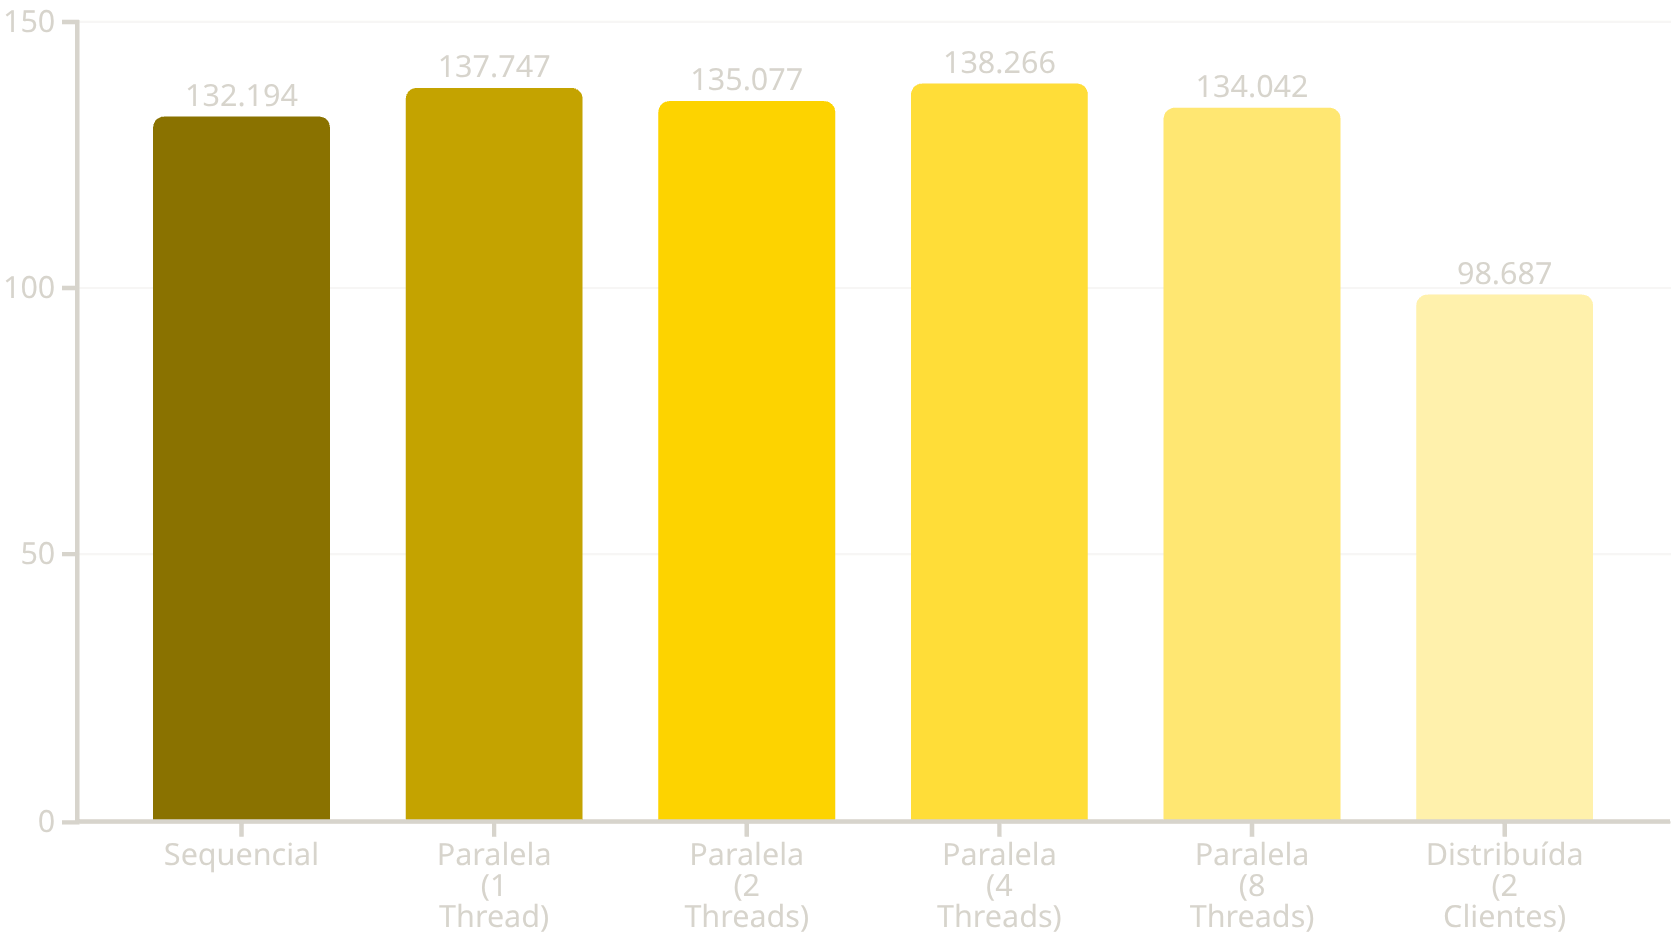 150
100
50
0
132.194
137.747
135.077
138.266
134.042
98.687
Sequencial
Paralela
(1
Thread)
Paralela
(2
Threads)
Paralela
(4
Threads)
Paralela
(8
Threads)
Distribuída
(2
Clientes)